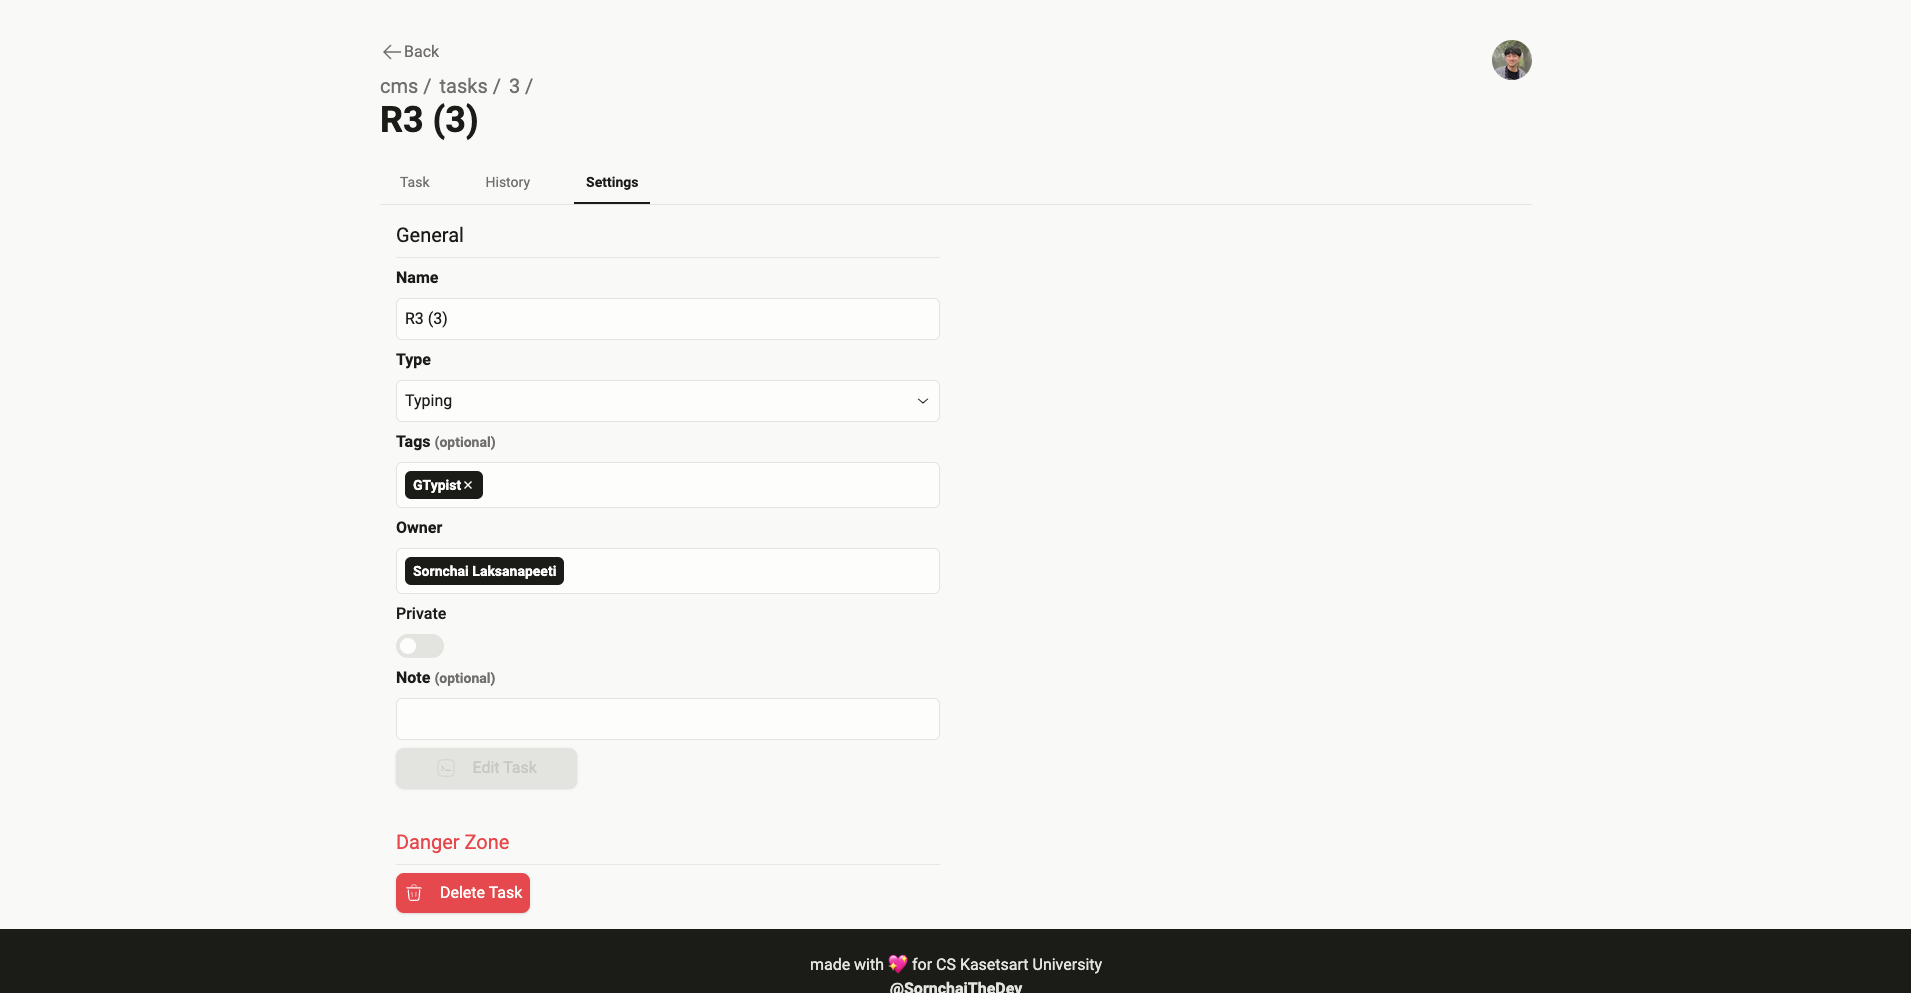 Back
cms / tasks / 3 /
R3 (3)
Task History Settings
General
Name
R3 (3)
Type
Typing
Tags (optional)
GTypist
Owner
Sornchai Laksanapeeti
Private
Note (optional)
Edit Task
Danger Zone
Delete Task
made with 💖 for CS Kasetsart University
@SornchaiTheDev